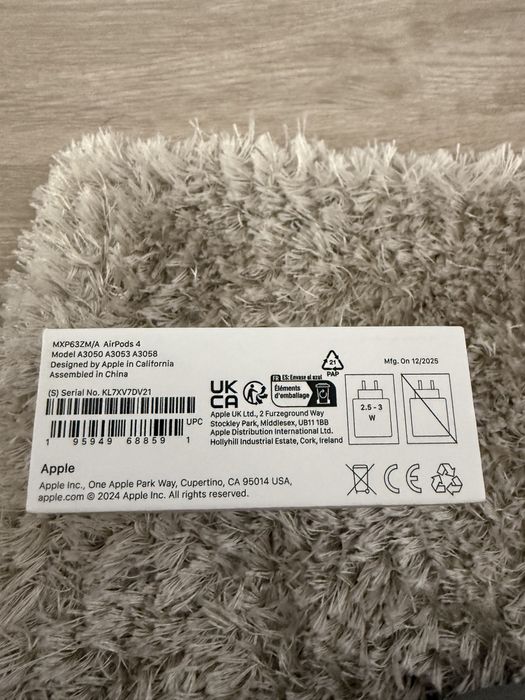 MXP63ZM/A AirPods 4
Model A3050 A3053 A3058
Designed by Apple in California
Assembled in China
Mfg. On 12/2025
(S) Serial No. KL7XV7DV21
UPC
1 95949 68859 1
UK
CA
FR ES: Envase al azul
Éléments
d'emballage
21
PAP
2.5 - 3
W
Apple UK Ltd., 2 Furzeground Way
Stockley Park, Middlesex, UB11 1BB
Apple Distribution International Ltd.
Hollyhill Industrial Estate, Cork, Ireland
Apple
Apple Inc., One Apple Park Way, Cupertino, CA 95014 USA,
apple.com © 2024 Apple Inc. All rights reserved.
CE